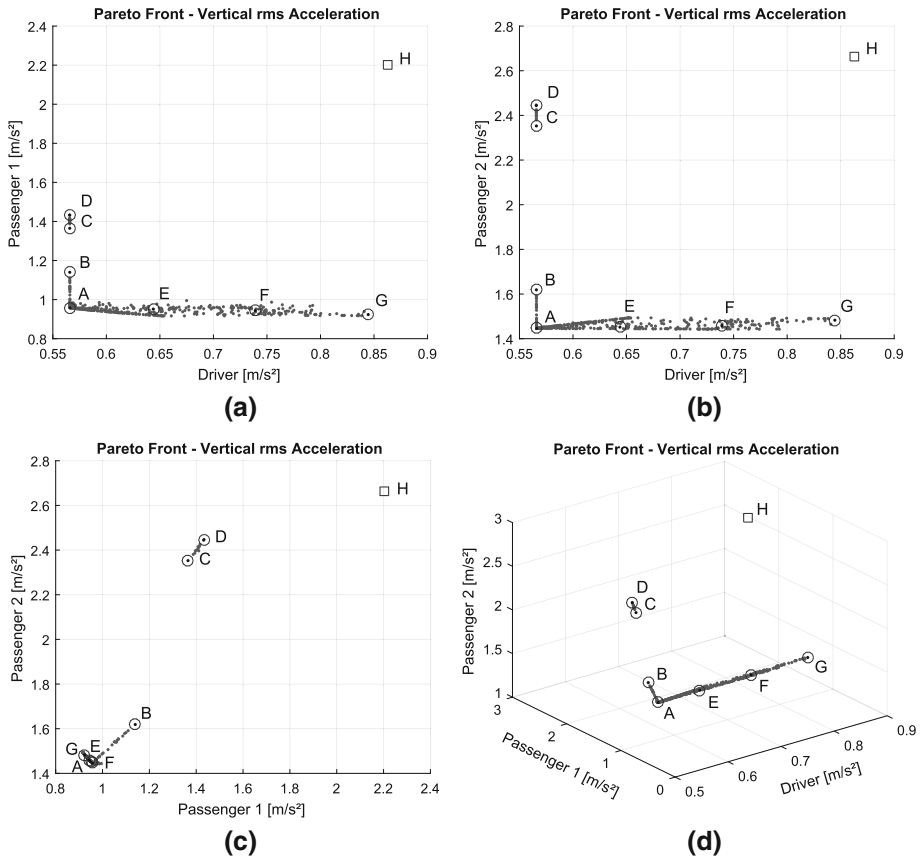 Pareto Front - Vertical rms Acceleration
2.4
2.2
2
1.8
1.6
1.4
1.2
1
0.8
Passenger 1 [m/s²]
H
D
C
B
A
E
F
G
0.55 0.6 0.65 0.7 0.75 0.8 0.85 0.9
Driver [m/s²]
(a)
Pareto Front - Vertical rms Acceleration
2.8
2.6
2.4
2.2
2
1.8
1.6
1.4
Passenger 2 [m/s²]
H
D
C
B
A
E
F
G
0.55 0.6 0.65 0.7 0.75 0.8 0.85 0.9
Driver [m/s²]
(b)
Pareto Front - Vertical rms Acceleration
2.8
2.6
2.4
2.2
2
1.8
1.6
1.4
Passenger 2 [m/s²]
H
D
C
B
G E
A F
0.8 1 1.2 1.4 1.6 1.8 2 2.2 2.4
Passenger 1 [m/s²]
(c)
Pareto Front - Vertical rms Acceleration
3
2.5
2
1.5
1
Passenger 2 [m/s²]
H
D
C
B
A
E
F
G
3
2
1
0
Passenger 1 [m/s²]
0.5 0.6 0.7 0.8 0.9
Driver [m/s²]
(d)